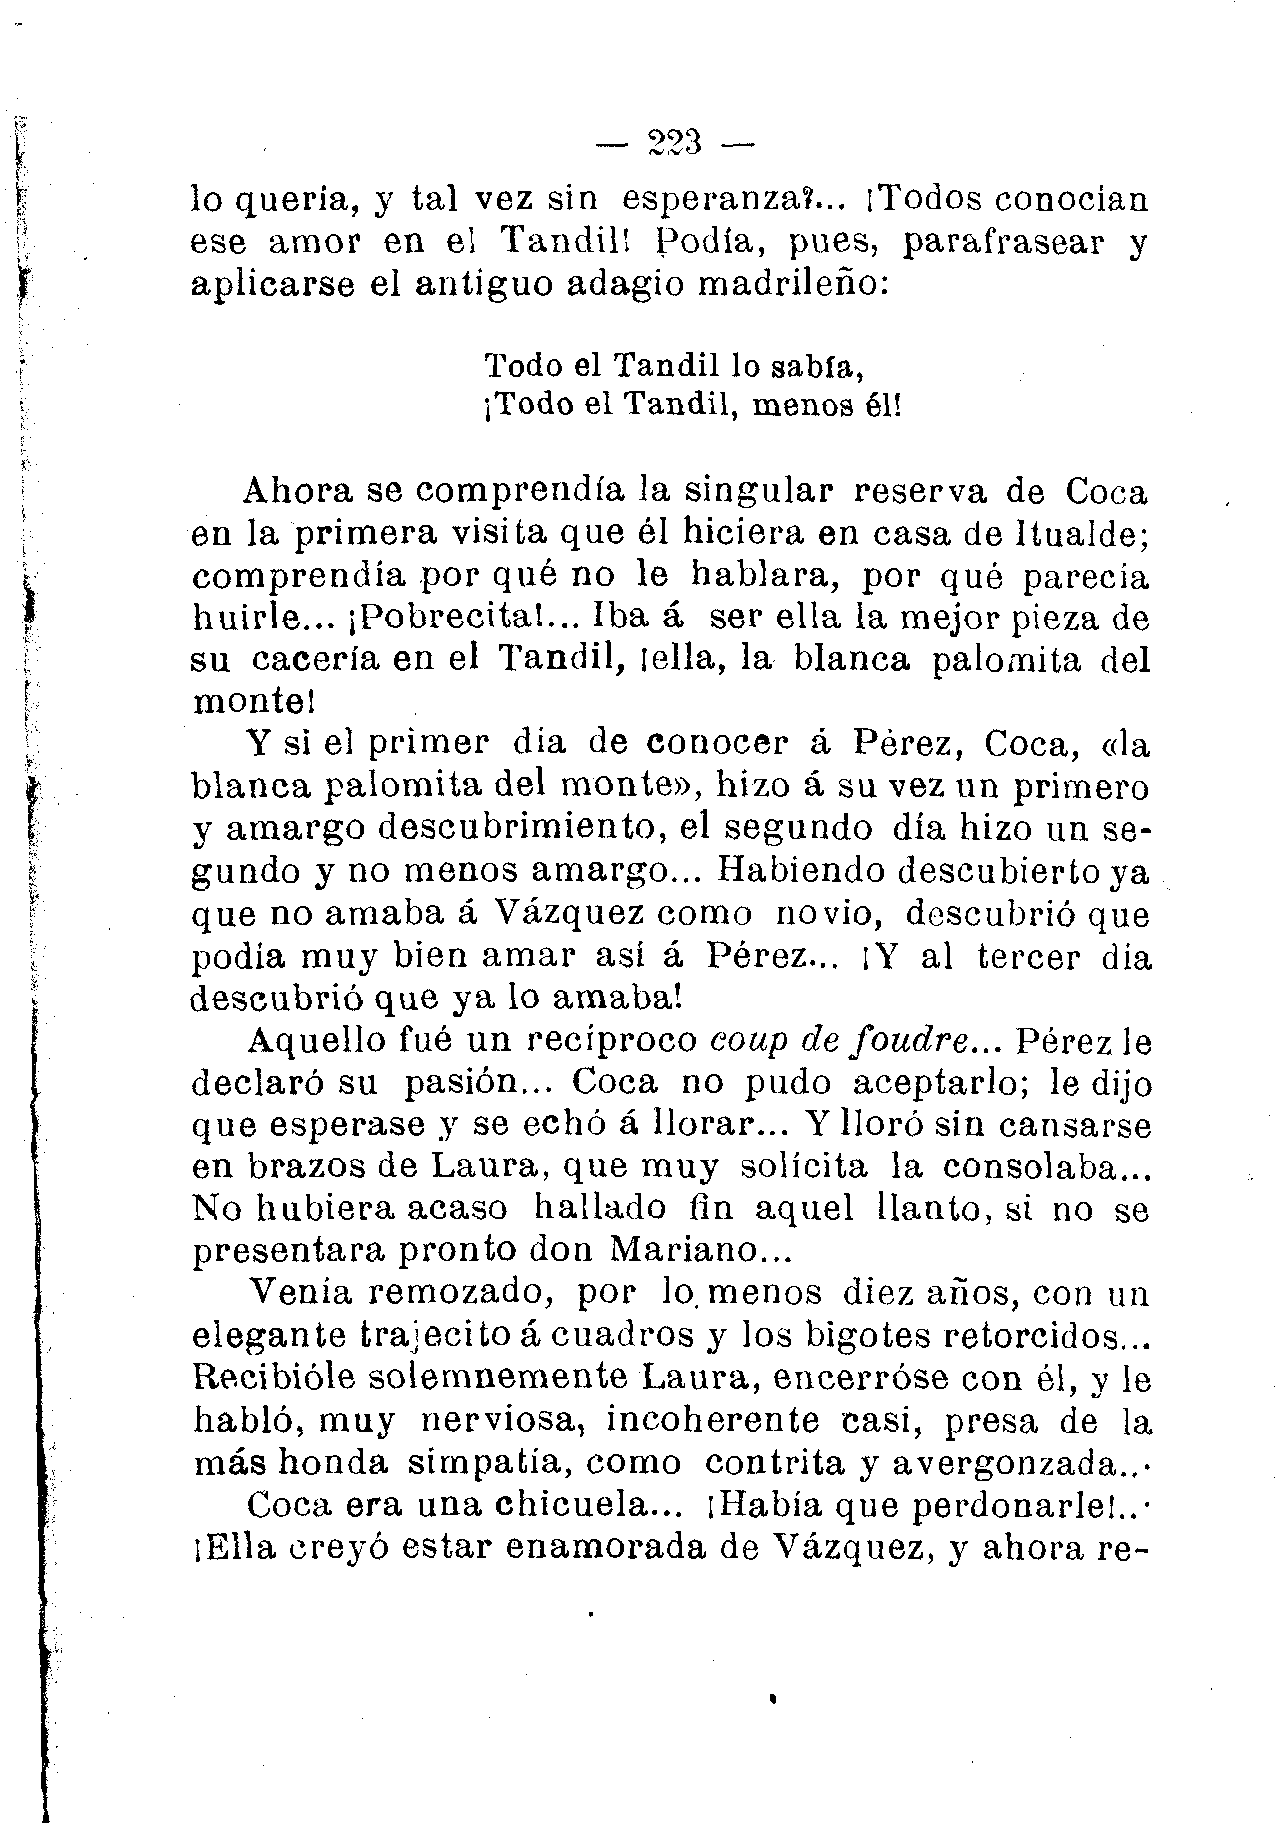 — 223 —
lo quería, y tal vez sin esperanza?... ¡Todos conocían
ese amor en el Tandil! Podía, pues, parafrasear y
aplicarse el antiguo adagio madrileño:
Todo el Tandil lo sabía,
¡Todo el Tandil, menos él!
Ahora se comprendía la singular reserva de Coca
en la primera visita que él hiciera en casa de Itualde;
comprendía por qué no le hablara, por qué parecía
huirle... ¡Pobrecita!... Iba á ser ella la mejor pieza de
su cacería en el Tandil, ¡ella, la blanca palomita del
monte!
Y si el primer dia de conocer á Pérez, Coca, «la
blanca palomita del monte», hizo á su vez un primero
y amargo descubrimiento, el segundo día hizo un se-
gundo y no menos amargo... Habiendo descubierto ya
que no amaba á Vázquez como novio, descubrió que
podía muy bien amar así á Pérez... ¡Y al tercer dia
descubrió que ya lo amaba!
Aquello fué un recíproco coup de foudre... Pérez le
declaró su pasión... Coca no pudo aceptarlo; le dijo
que esperase y se echó á llorar... Y lloró sin cansarse
en brazos de Laura, que muy solícita la consolaba...
No hubiera acaso hallado fin aquel llanto, si no se
presentara pronto don Mariano...
Venía remozado, por lo menos diez años, con un
elegante trajecito á cuadros y los bigotes retorcidos...
Recibióle solemnemente Laura, encerróse con él, y le
habló, muy nerviosa, incoherente casi, presa de la
más honda simpatía, como contrita y avergonzada...
Coca era una chicuela... ¡Había que perdonarle!...
¡Ella creyó estar enamorada de Vázquez, y ahora re-